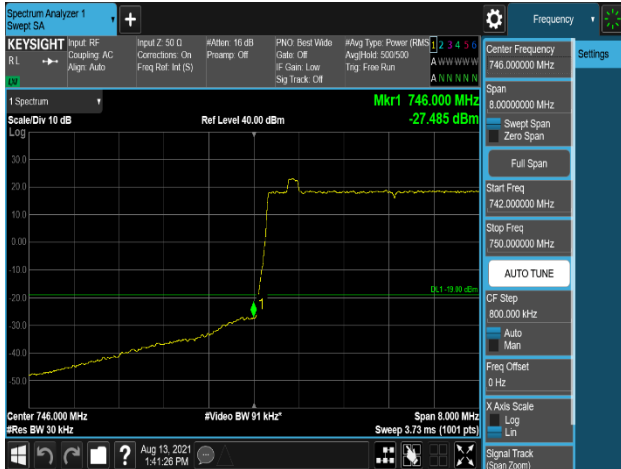 Spectrum Analyzer 1
Swept SA
+
Frequency
KEYSIGHT
RL
LV
Input: RF
Coupling: AC
Align: Auto
Input Z: 50 Ω
Corrections: On
Freq Ref: Int (S)
#Atten: 16 dB
Preamp: Off
PNO: Best Wide
Gate: Off
IF Gain: Low
Sig Track: Off
#Avg Type: Power (RMS
Avg|Hold: 500/500
Trig: Free Run
1 2 3 4 5 6
A W W W W W
A N N N N N
1 Spectrum
Scale/Div 10 dB
Log
Ref Level 40.00 dBm
Mkr1 746.000 MHz
-27.485 dBm
30.0
20.0
10.0
0.00
-10.0
-20.0
-30.0
-40.0
-50.0
DL1 -19.00 dBm
1
Center 746.000 MHz
#Res BW 30 kHz
#Video BW 91 kHz*
Span 8.000 MHz
Sweep 3.73 ms (1001 pts)
Aug 13, 2021
1:41:26 PM
?
Center Frequency
746.000000 MHz
Span
8.00000000 MHz
Swept Span
Zero Span
Full Span
Start Freq
742.000000 MHz
Stop Freq
750.000000 MHz
AUTO TUNE
CF Step
800.000 kHz
Auto
Man
Freq Offset
0 Hz
X Axis Scale
Log
Lin
Signal Track
(Span Zoom)
Settings